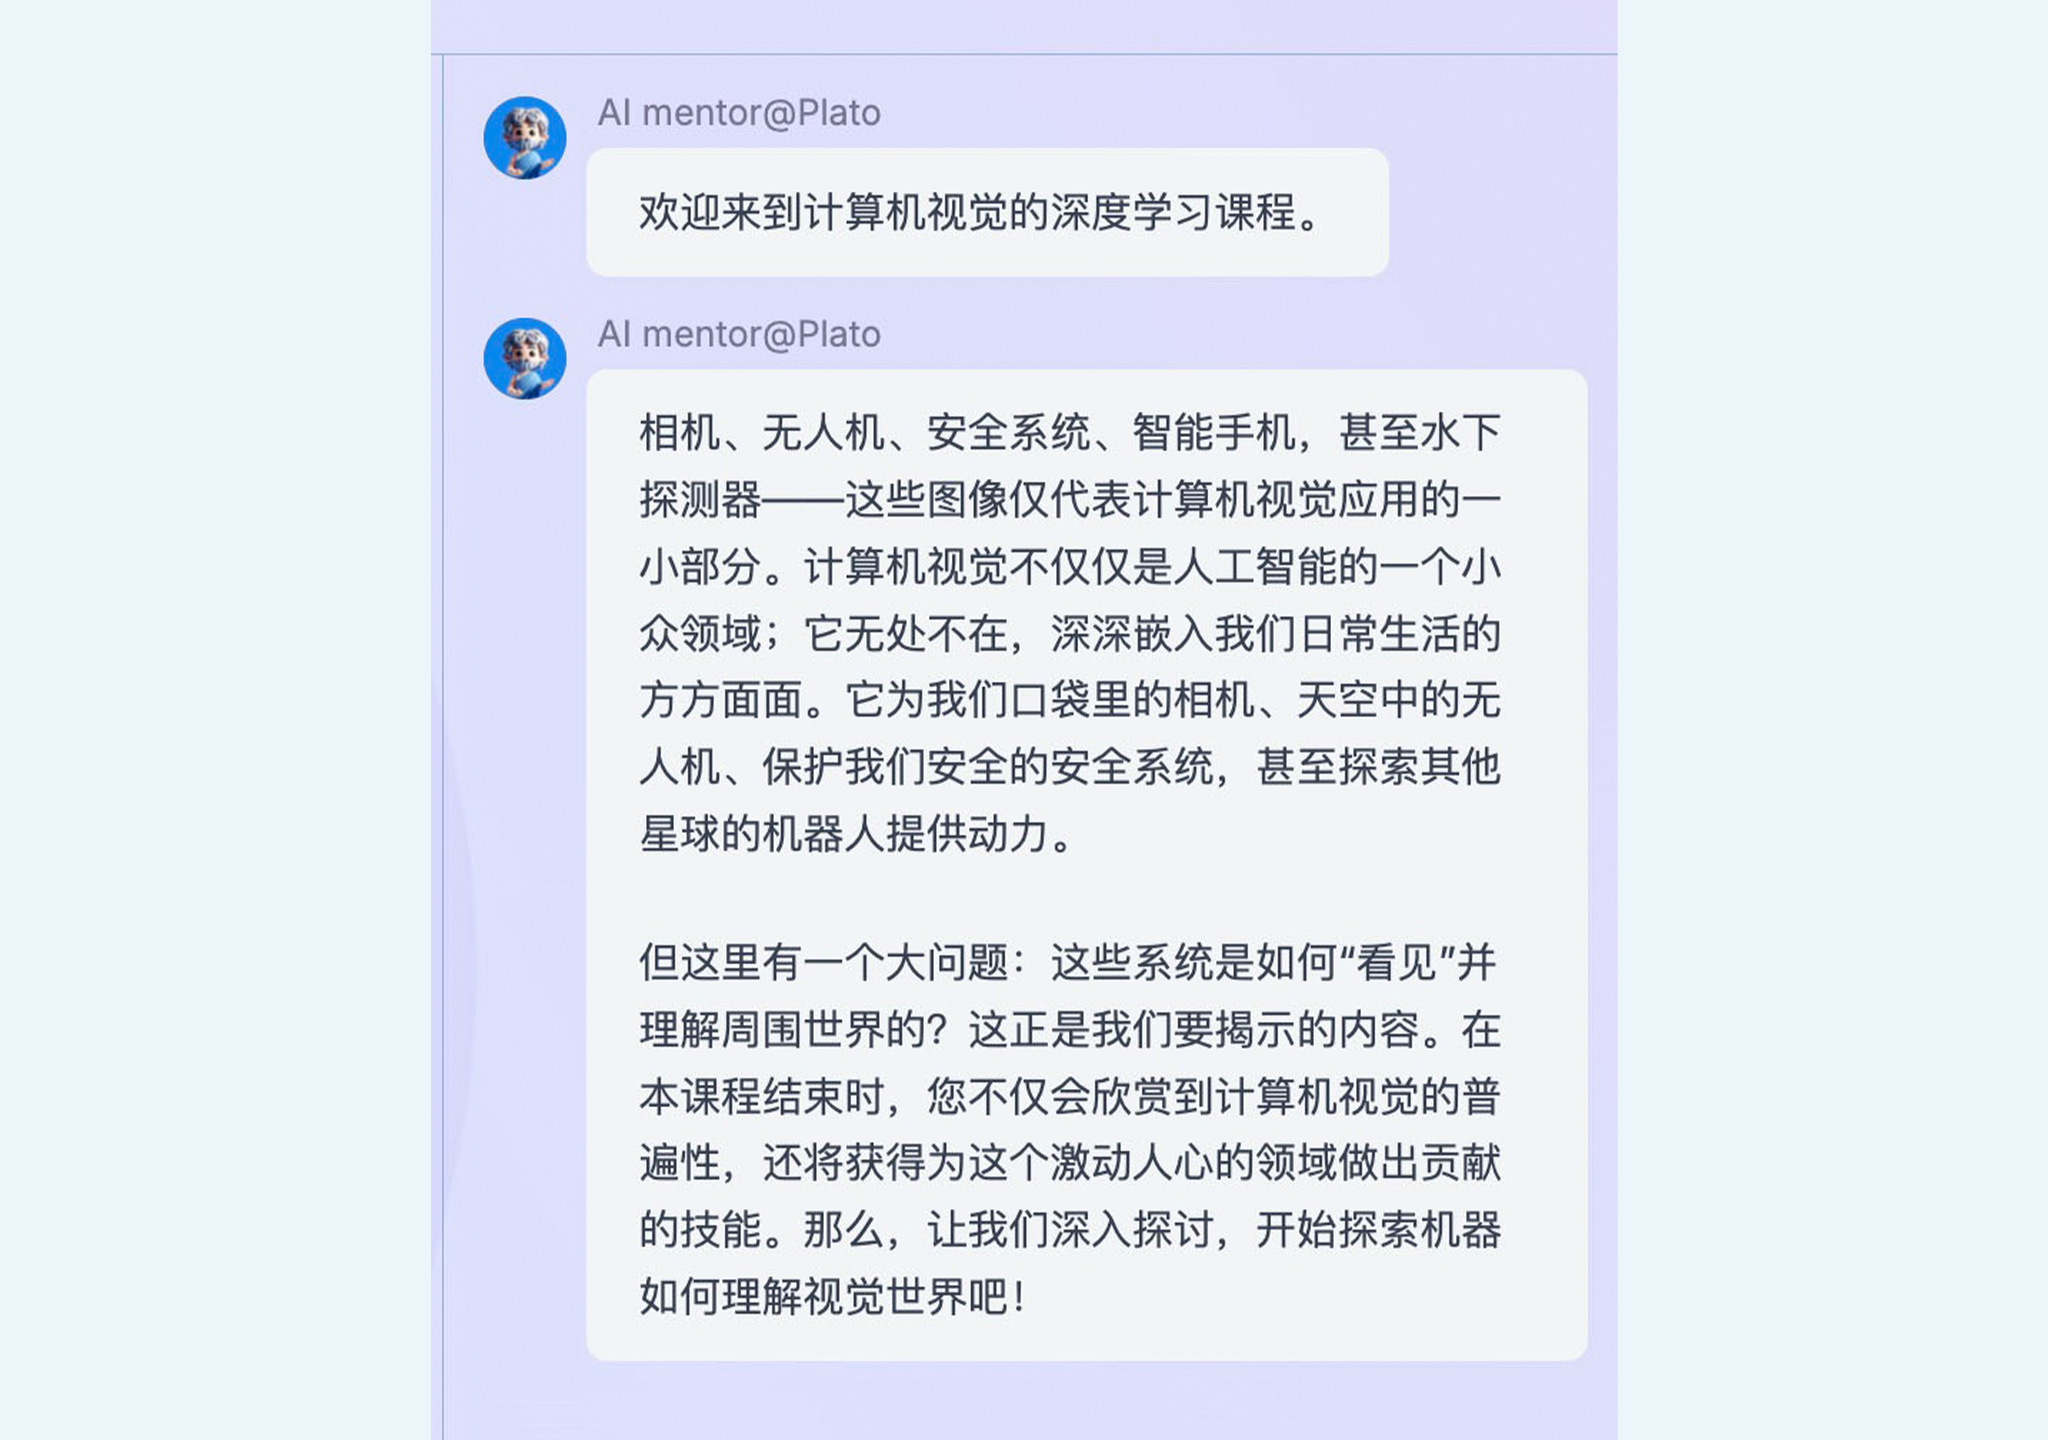 AI mentor@Plato
欢迎来到计算机视觉的深度学习课程。
AI mentor@Plato
相机、无人机、安全系统、智能手机，甚至水下
探测器——这些图像仅代表计算机视觉应用的一
小部分。计算机视觉不仅仅是人工智能的一个小
众领域；它无处不在，深深嵌入我们日常生活的
方方面面。它为我们口袋里的相机、天空中的无
人机、保护我们安全的安全系统，甚至探索其他
星球的机器人提供动力。
但这里有一个大问题：这些系统是如何“看见”并
理解周围世界的？这正是我们要揭示的内容。在
本课程结束时，您不仅会欣赏到计算机视觉的普
遍性，还将获得为这个激动人心的领域做出贡献
的技能。那么，让我们深入探讨，开始探索机器
如何理解视觉世界吧！